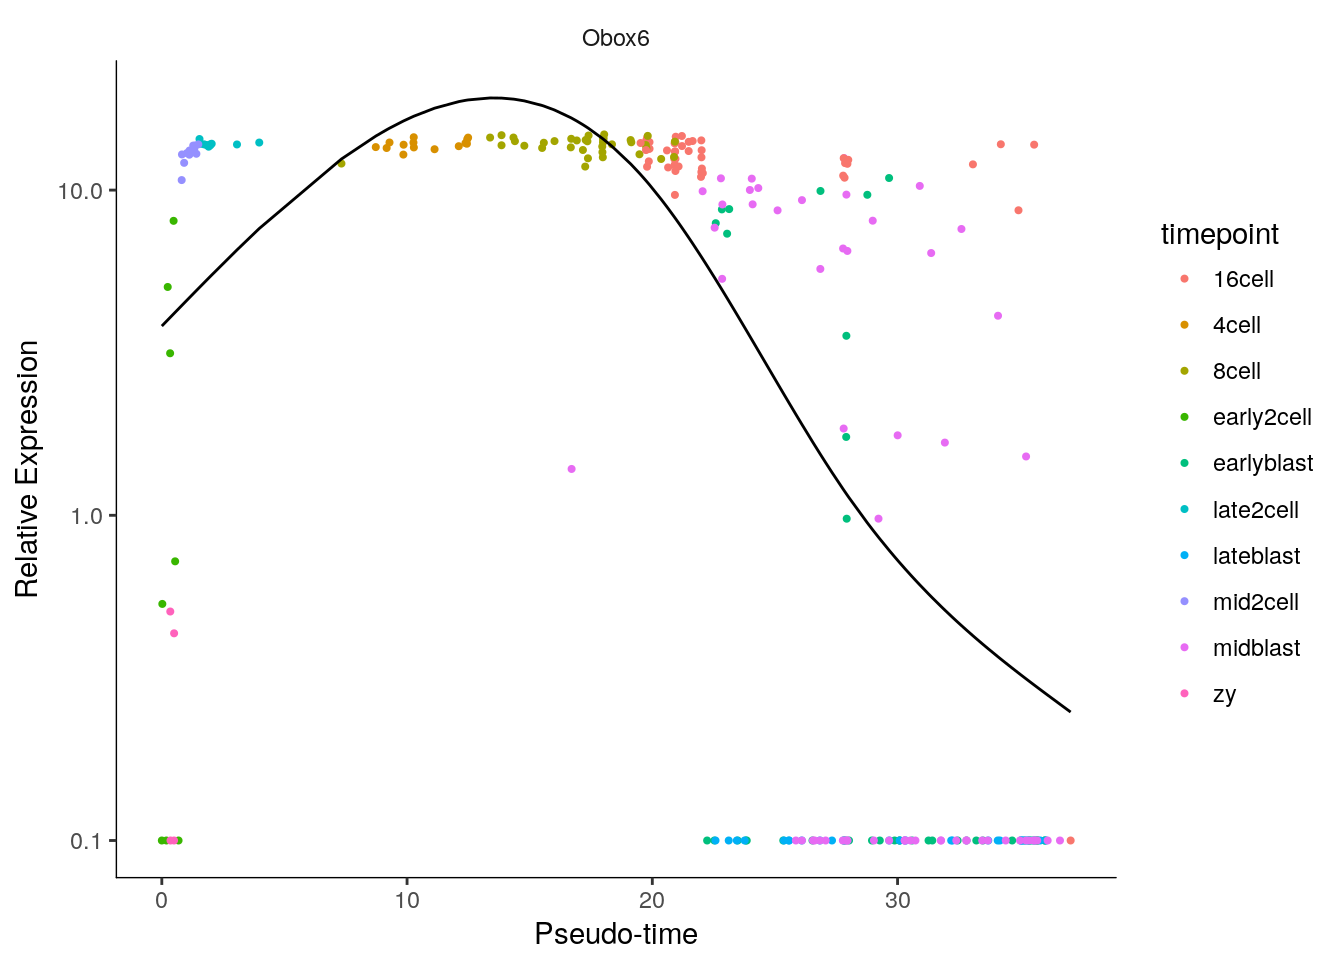 Obox6
Relative Expression
10.0
1.0
0.1
0
10
20
30
Pseudo-time
timepoint
16cell
4cell
8cell
early2cell
earlyblast
late2cell
lateblast
mid2cell
midblast
zy